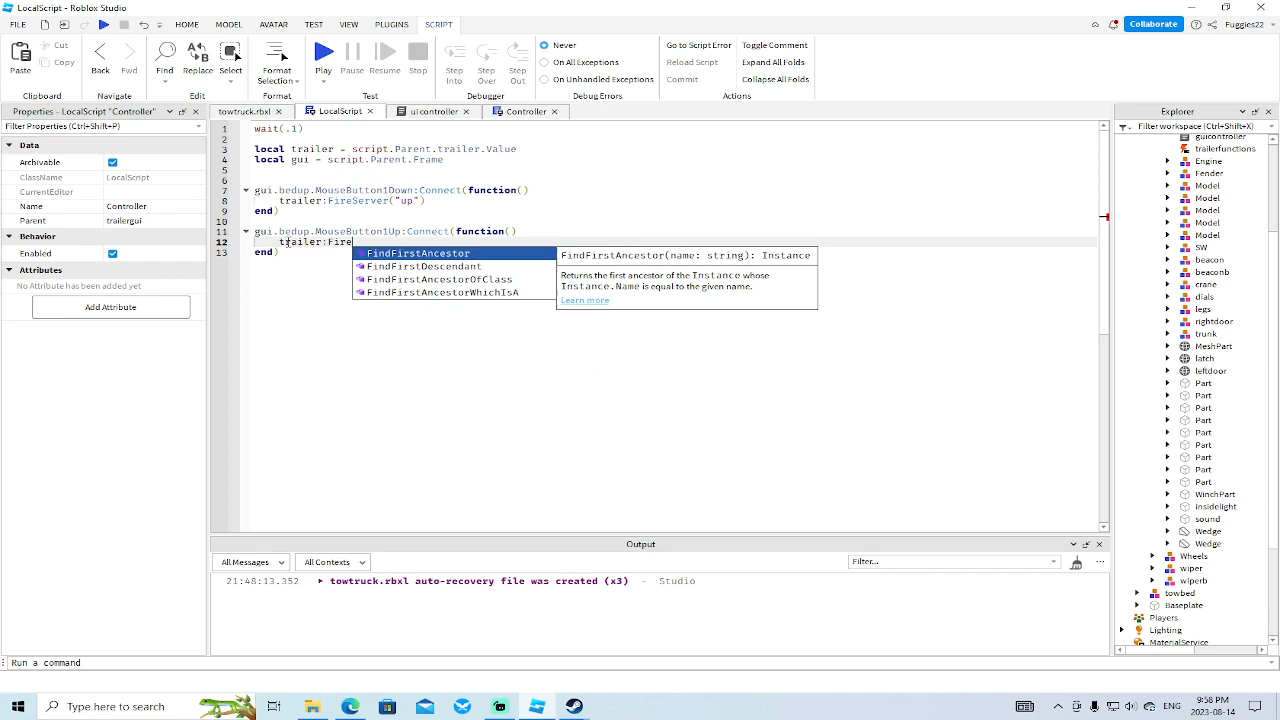 LocalScript - Roblox Studio
FILE HOME MODEL AVATAR TEST VIEW PLUGINS SCRIPT Collaborate Fuggies22
Paste Cut Copy Back Fwd Find Replace Select Format Selection Play Pause Resume Stop Step Into Step Over Step Out
Never
On All Exceptions
On Unhandled Exceptions
Go to Script Error Toggle Comment
Reload Script Expand All Folds
Commit Collapse All Folds
Clipboard Navigate Edit Format Test Debugger Debug Errors Actions
Properties - LocalScript "Controller"
Filter Properties (Ctrl+Shift+P)
Data
Archivable
ClassName LocalScript
CurrentEditor
Name Controller
Parent trailergui
Behavior
Enabled
Attributes
No Attribute has been added yet
Add Attribute
towtruck.rbxl LocalScript ui controller Controller
1 wait(.1)
2
3 local trailer = script.Parent.trailer.Value
4 local gui = script.Parent.Frame
5
6
7 gui.bedup.MouseButton1Down:Connect(function()
8 trailer:FireServer("up")
9 end)
10
11 gui.bedup.MouseButton1Up:Connect(function()
12 trailer:Fire
13 end)
FindFirstAncestor
FindFirstDescendant
FindFirstAncestorOfClass
FindFirstAncestorWhichIsA
FindFirstAncestor(name: string): Instance
Returns the first ancestor of the Instance whose
Instance.Name is equal to the given name.
Learn more
Output
All Messages All Contexts Filter...
21:48:13.352 towtruck.rbxl auto-recovery file was created (x3) - Studio
Explorer
Filter workspace (Ctrl+Shift+X)
guicontroller
trailerfunctions
Engine
Fender
Model
Model
Model
Model
Model
SW
beacon
beaconb
crane
dials
legs
rightdoor
trunk
MeshPart
latch
leftdoor
Part
Part
Part
Part
Part
Part
Part
Part
Part
WinchPart
insidelight
sound
Wedge
Wedge
Wheels
wiper
wiperb
towbed
Baseplate
Players
Lighting
MaterialService
Run a command
Type here to search
ENG
9:58 PM
2023-08-14